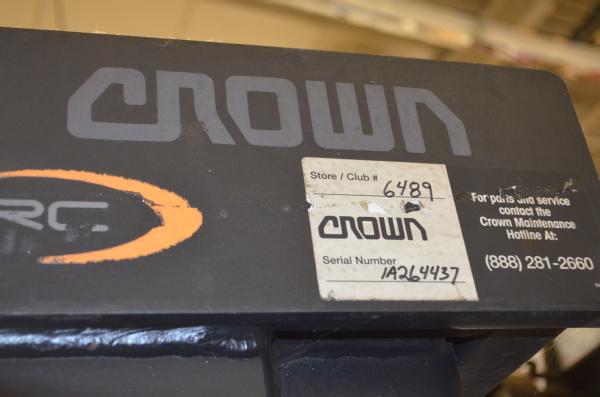 CROWN
RC
Store / Club #
6489
CROWN
Serial Number
1A264437
For parts and service
contact the
Crown Maintenance
Hotline At:
(888) 281-2660